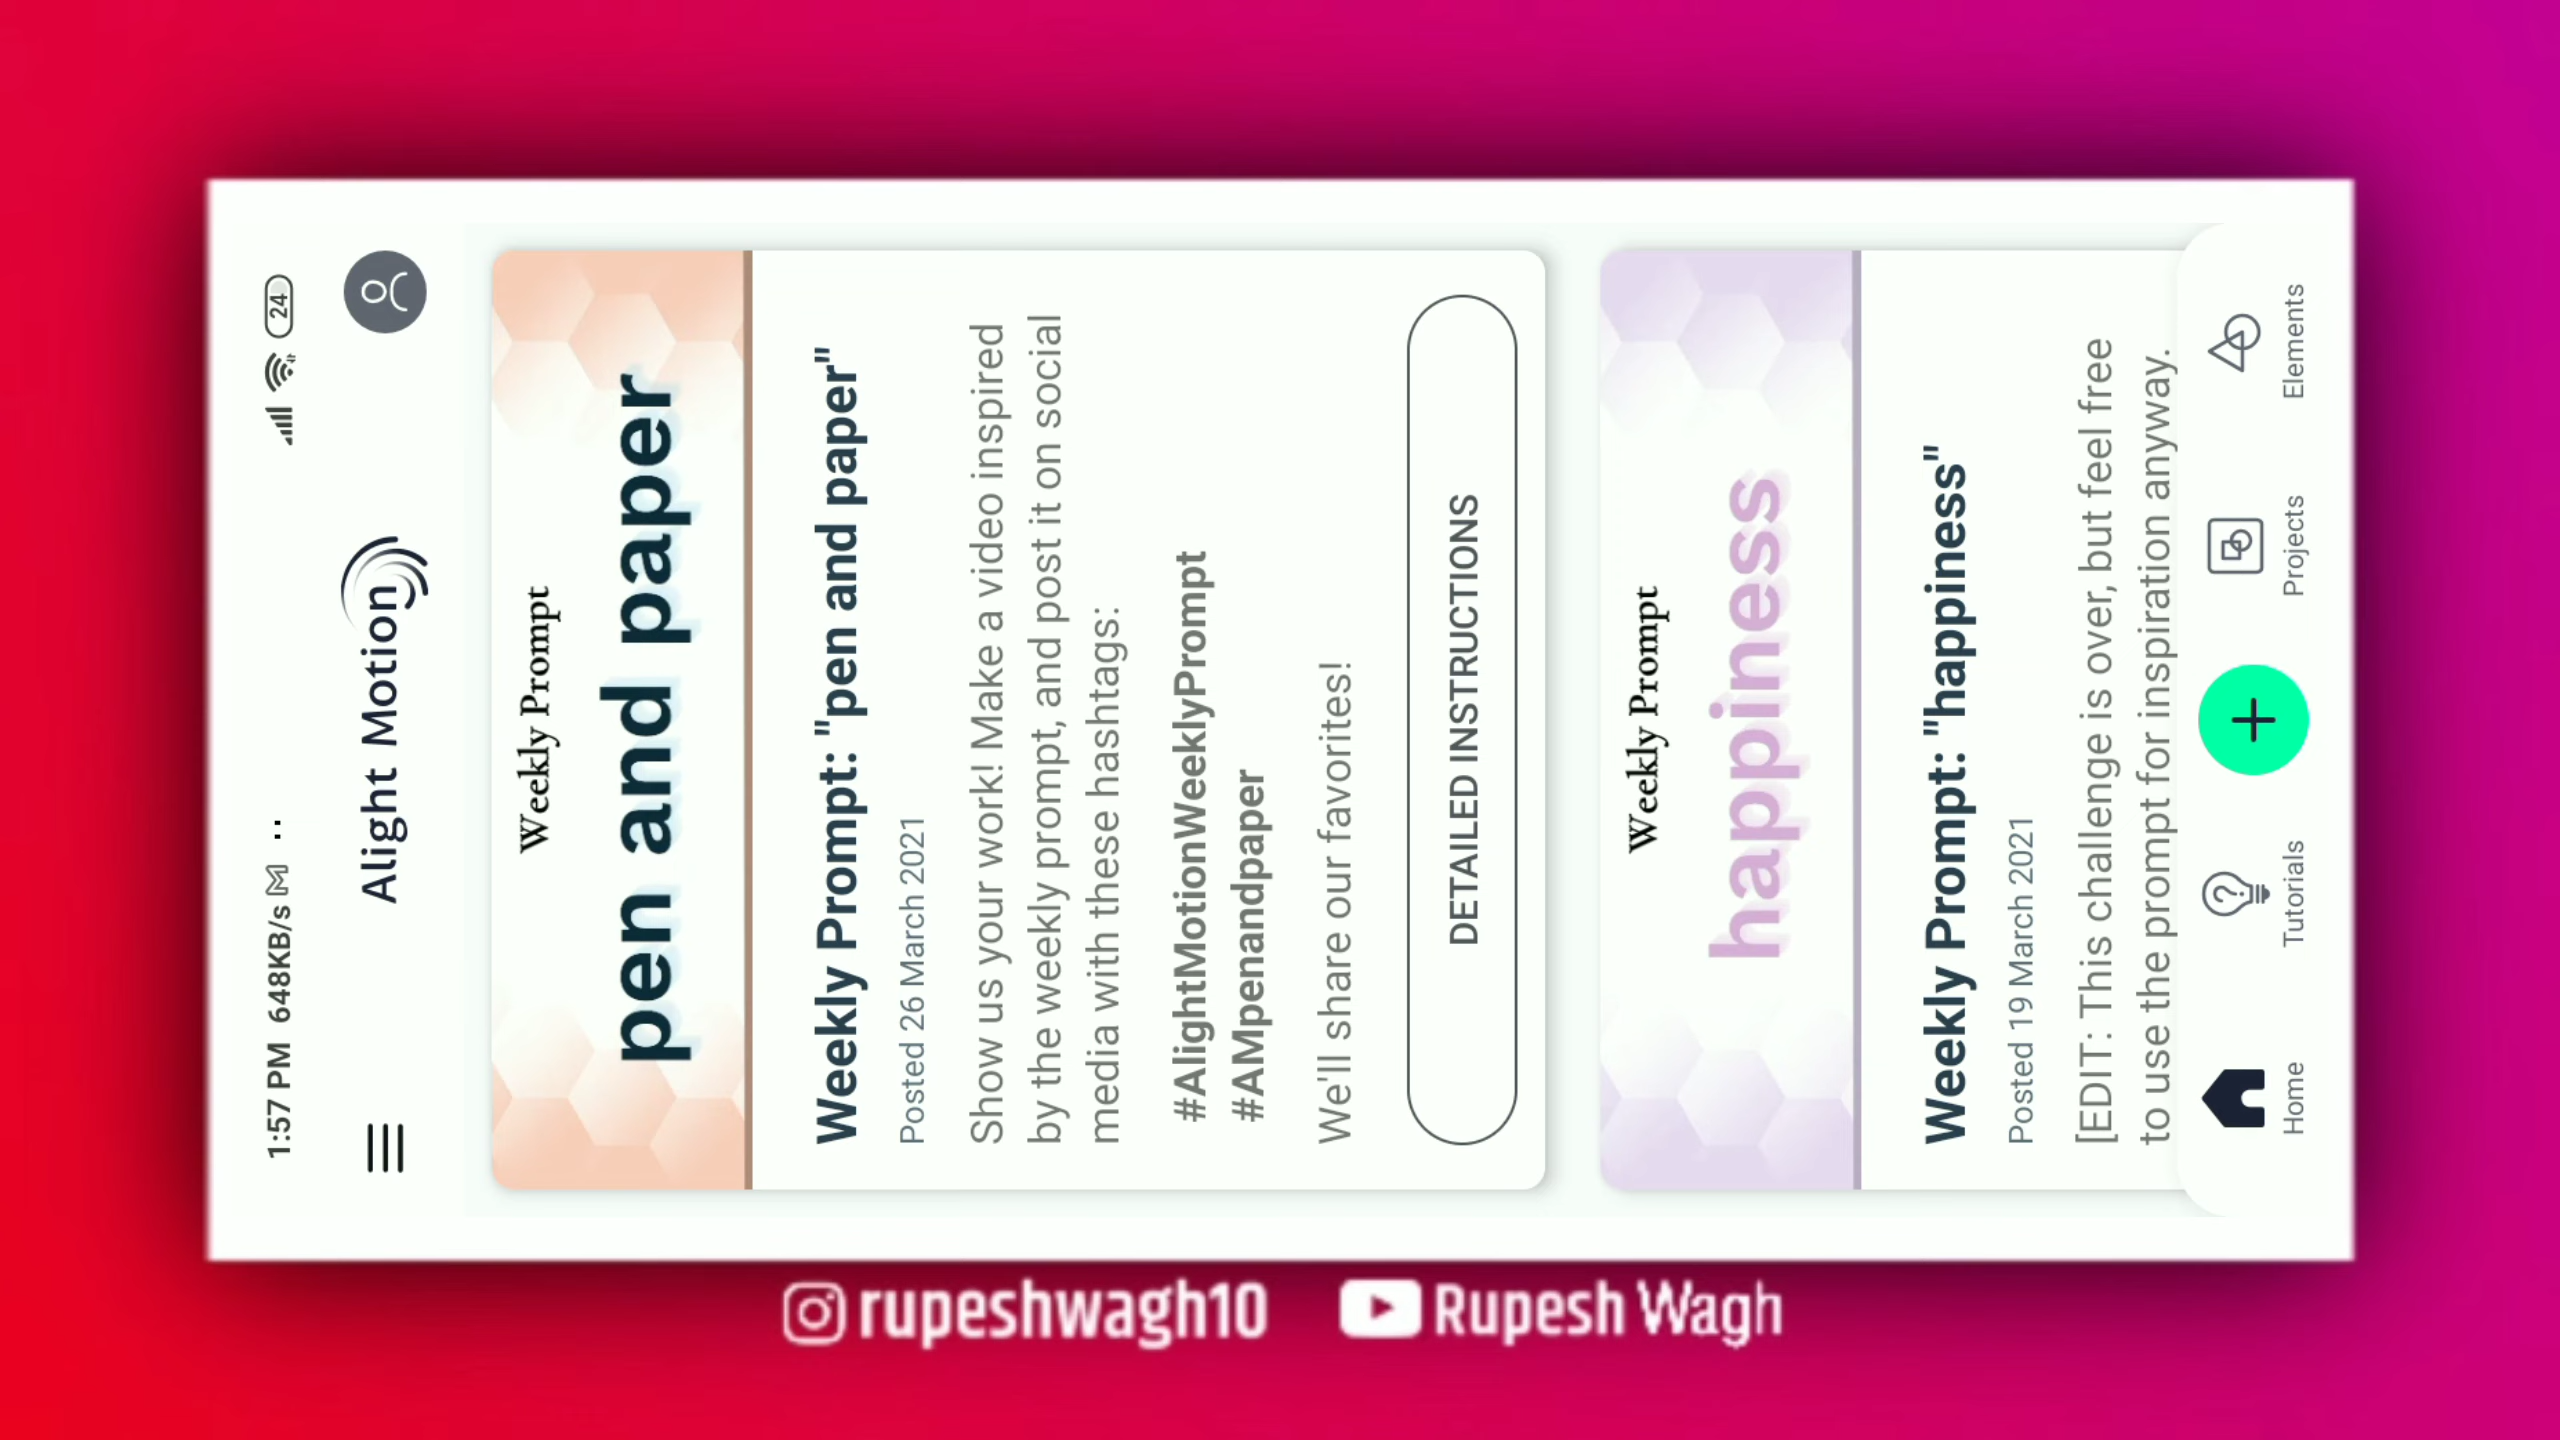 1:57 PM 648KB/s
24
Alight Motion
Weekly Prompt
pen and paper
Weekly Prompt: "pen and paper"
Posted 26 March 2021
Show us your work! Make a video inspired
by the weekly prompt, and post it on social
media with these hashtags:
#AlightMotionWeeklyPrompt
#AMpenandpaper
We'll share our favorites!
DETAILED INSTRUCTIONS
Weekly Prompt
happiness
Weekly Prompt: "happiness"
Posted 19 March 2021
[EDIT: This challenge is over, but feel free
to use the prompt for inspiration anyway.
Home
Tutorials
Projects
Elements
rupeshwagh10
Rupesh Wagh